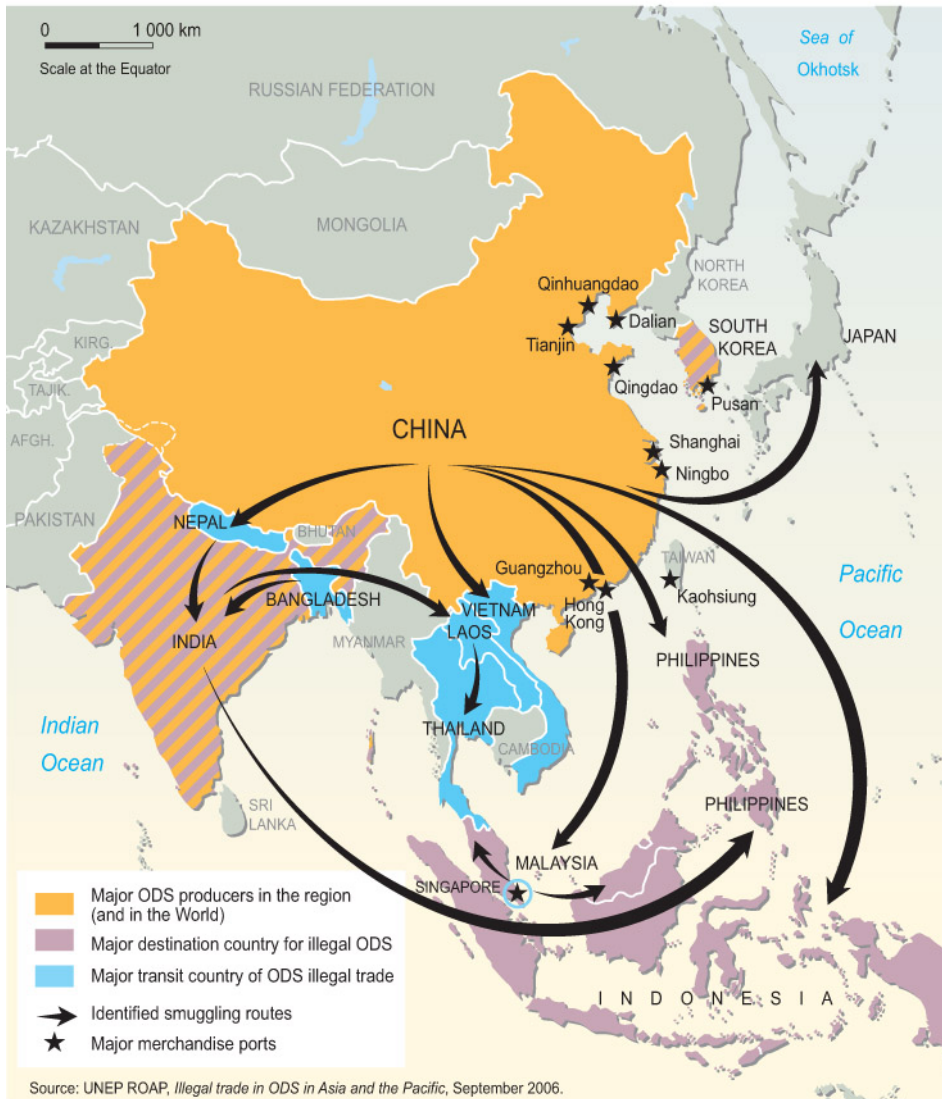 0 1 000 km
Scale at the Equator
Sea of
Okhotsk
RUSSIAN FEDERATION
KAZAKHSTAN
MONGOLIA
NORTH
KOREA
Qinhuangdao
Dalian
Tianjin
SOUTH
KOREA
JAPAN
KIRG.
TAJIK.
Qingdao
Pusan
AFGH.
CHINA
Shanghai
Ningbo
PAKISTAN
NEPAL
BHUTAN
TAIWAN
Guangzhou
Kaohsiung
Pacific
Ocean
BANGLADESH
Hong
Kong
VIETNAM
LAOS
INDIA
MYANMAR
PHILIPPINES
THAILAND
Indian
Ocean
CAMBODIA
SRI
LANKA
PHILIPPINES
MALAYSIA
SINGAPORE
INDONESIA
Major ODS producers in the region
(and in the World)
Major destination country for illegal ODS
Major transit country of ODS illegal trade
Identified smuggling routes
Major merchandise ports
Source: UNEP ROAP, Illegal trade in ODS in Asia and the Pacific, September 2006.